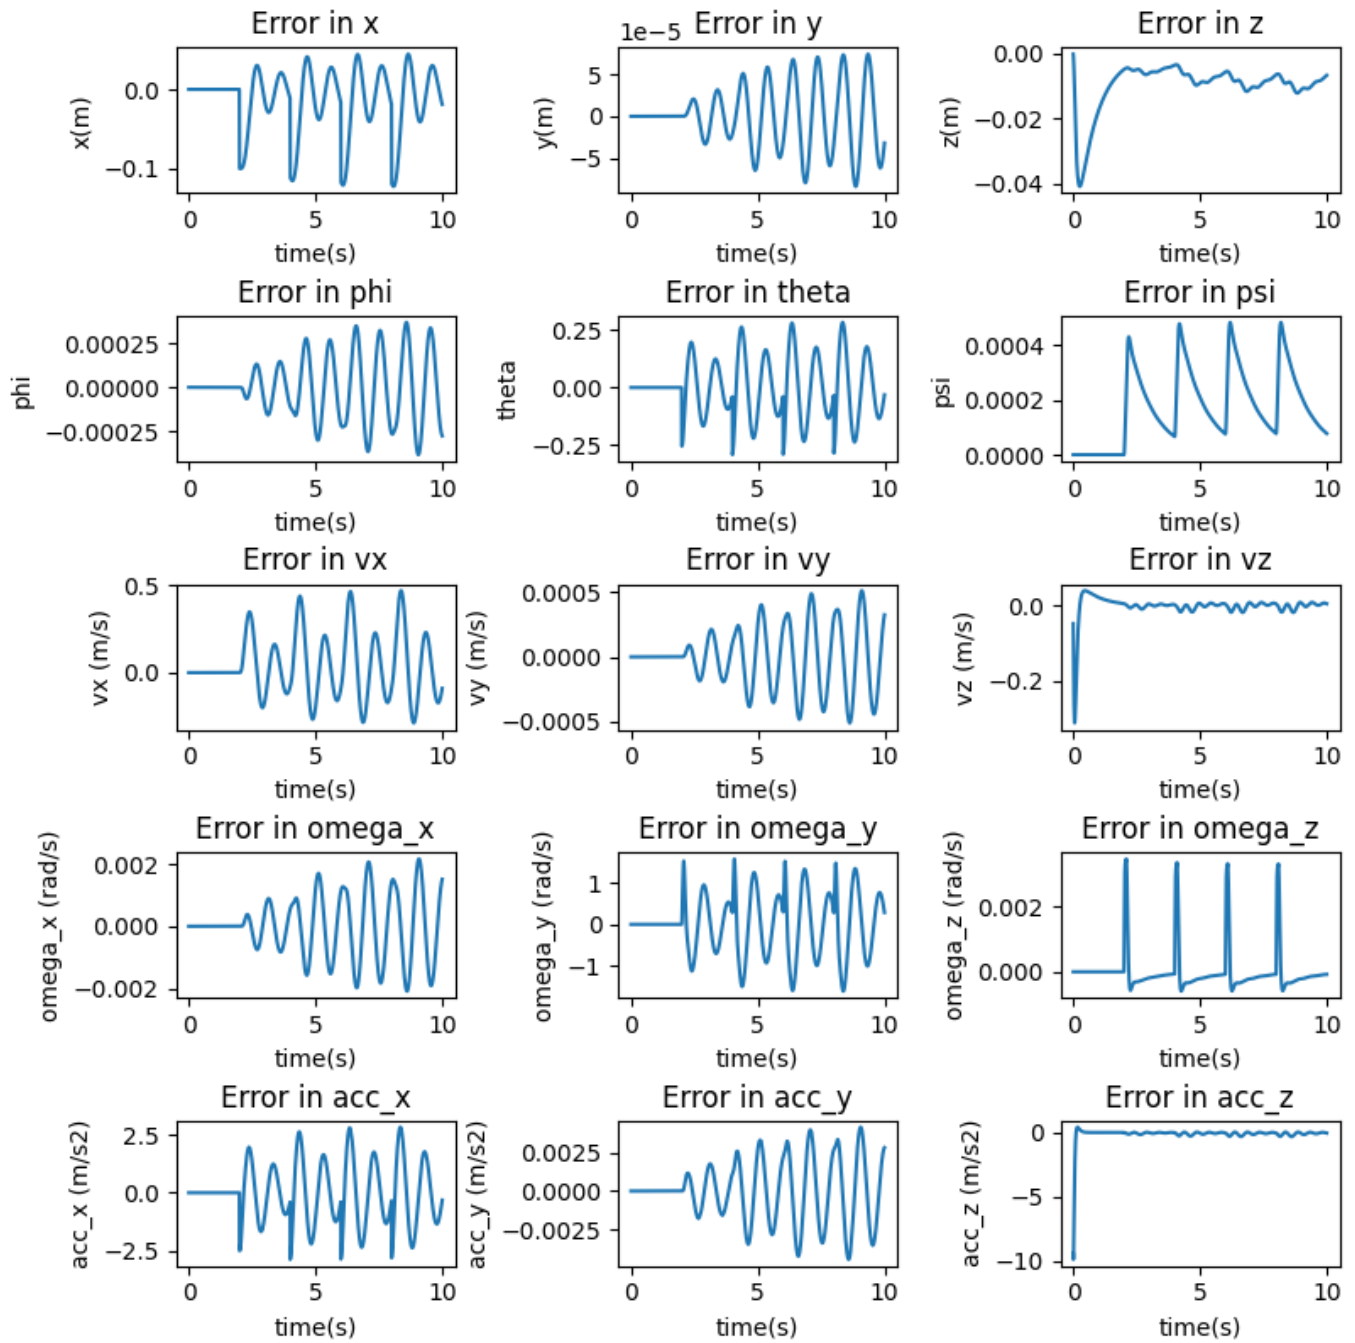 Error in x
0.0
−0.1
x(m)
0 5 10
time(s)
1e−5 Error in y
5
0
−5
y(m)
0 5 10
time(s)
Error in z
0.00
−0.02
−0.04
z(m)
0 5 10
time(s)
Error in phi
0.00025
0.00000
−0.00025
phi
0 5 10
time(s)
Error in theta
0.25
0.00
−0.25
theta
0 5 10
time(s)
Error in psi
0.0004
0.0002
0.0000
psi
0 5 10
time(s)
Error in vx
0.5
0.0
vx (m/s)
0 5 10
time(s)
Error in vy
0.0005
0.0000
−0.0005
vy (m/s)
0 5 10
time(s)
Error in vz
0.0
−0.2
vz (m/s)
0 5 10
time(s)
Error in omega_x
0.002
0.000
−0.002
omega_x (rad/s)
0 5 10
time(s)
Error in omega_y
1
0
−1
omega_y (rad/s)
0 5 10
time(s)
Error in omega_z
0.002
0.000
omega_z (rad/s)
0 5 10
time(s)
Error in acc_x
2.5
0.0
−2.5
acc_x (m/s2)
0 5 10
time(s)
Error in acc_y
0.0025
0.0000
−0.0025
acc_y (m/s2)
0 5 10
time(s)
Error in acc_z
0
−5
−10
acc_z (m/s2)
0 5 10
time(s)